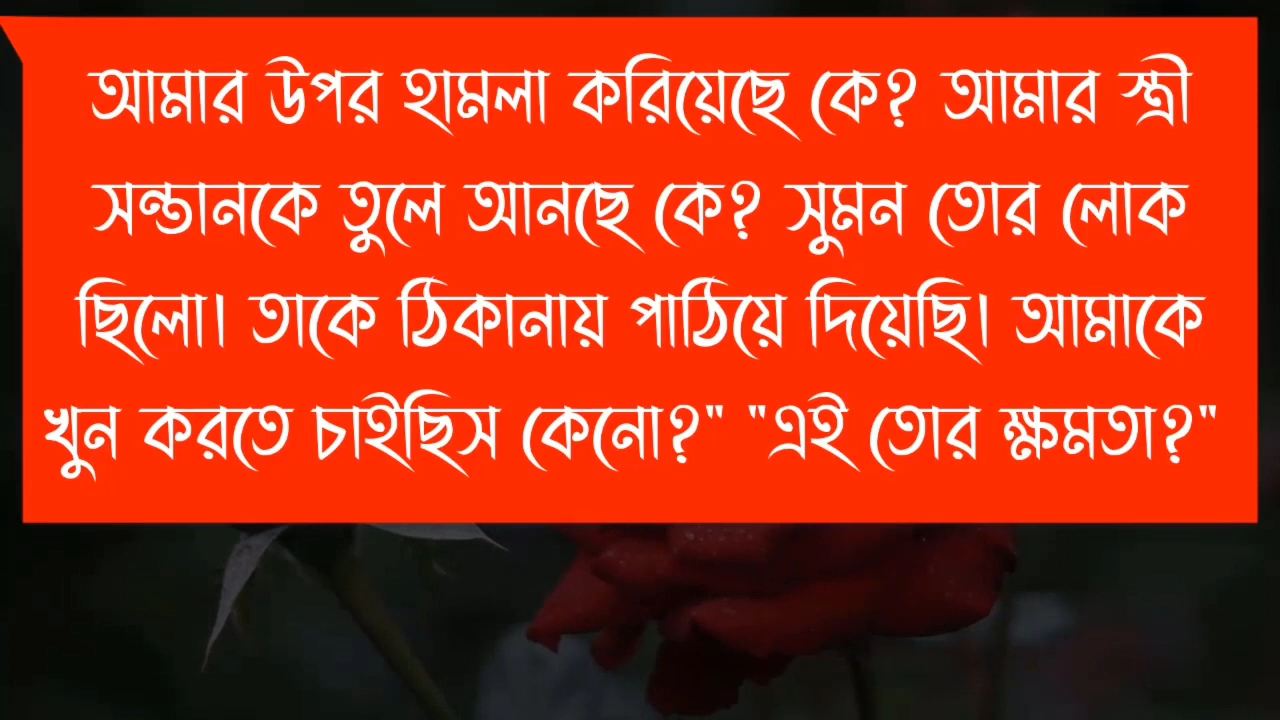 আমার উপর হামলা করিয়েছে কে? আমার স্ত্রী
সন্তানকে তুলে আনছে কে? সুমন তোর লোক
ছিলো। তাকে ঠিকানায় পাঠিয়ে দিয়েছি। আমাকে
খুন করতে চাইছিস কেনো?" "এই তোর ক্ষমতা?"